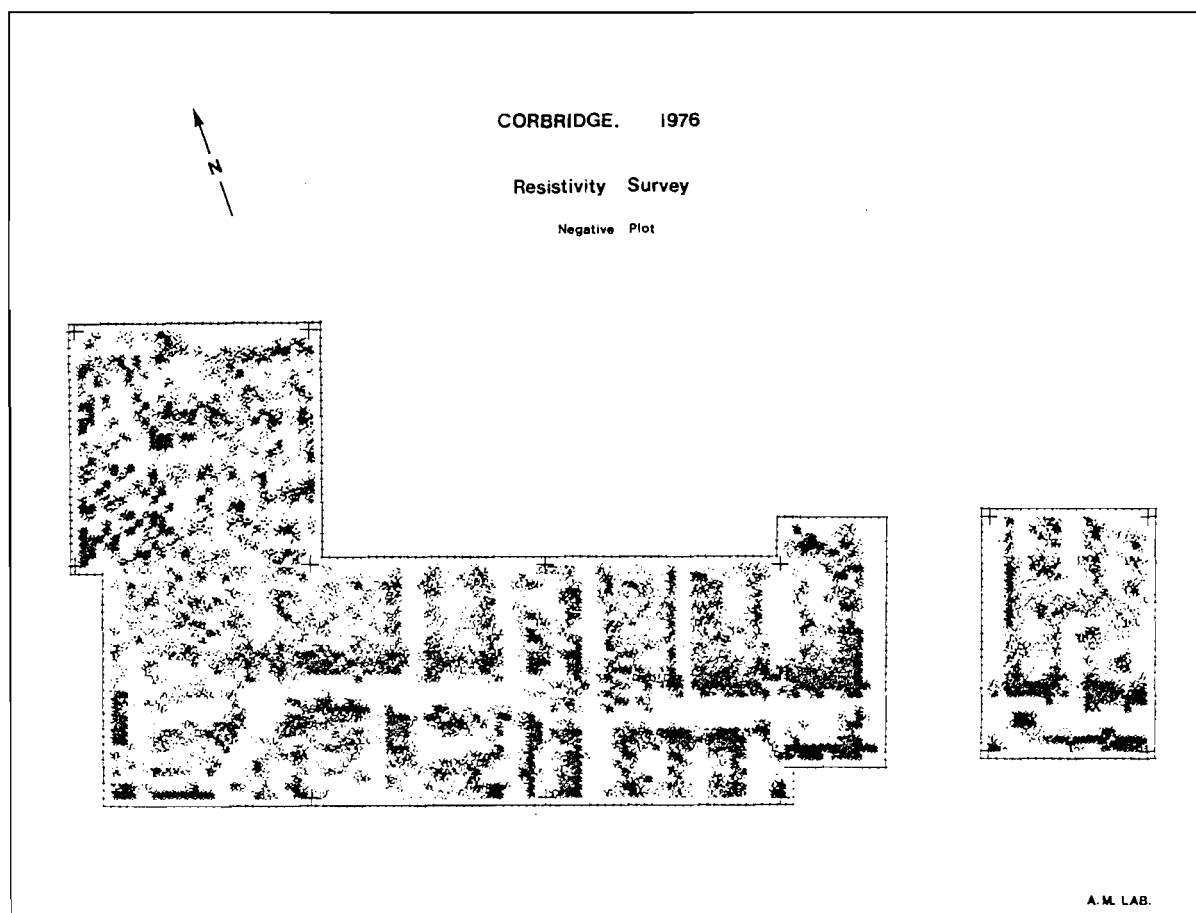 CORBRIDGE. 1976
N
Resistivity Survey
Negative Plot
A.M. LAB.